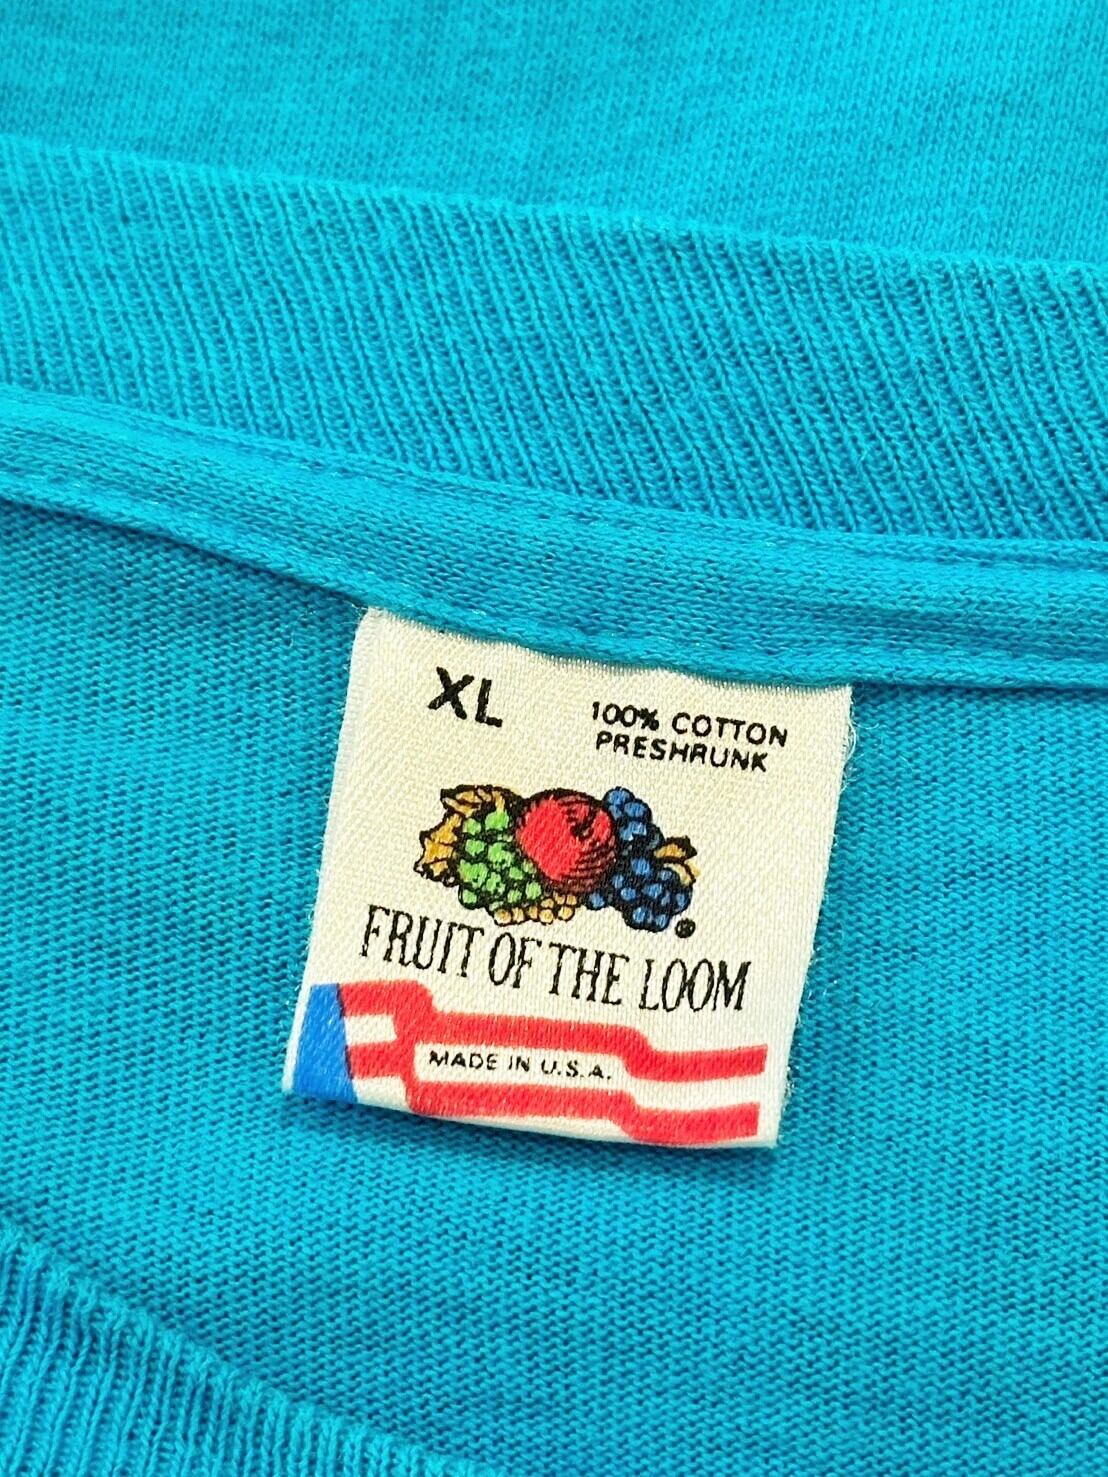 XL
100% COTTON
PRESHRUNK
®
FRUIT OF THE LOOM
MADE IN U.S.A.